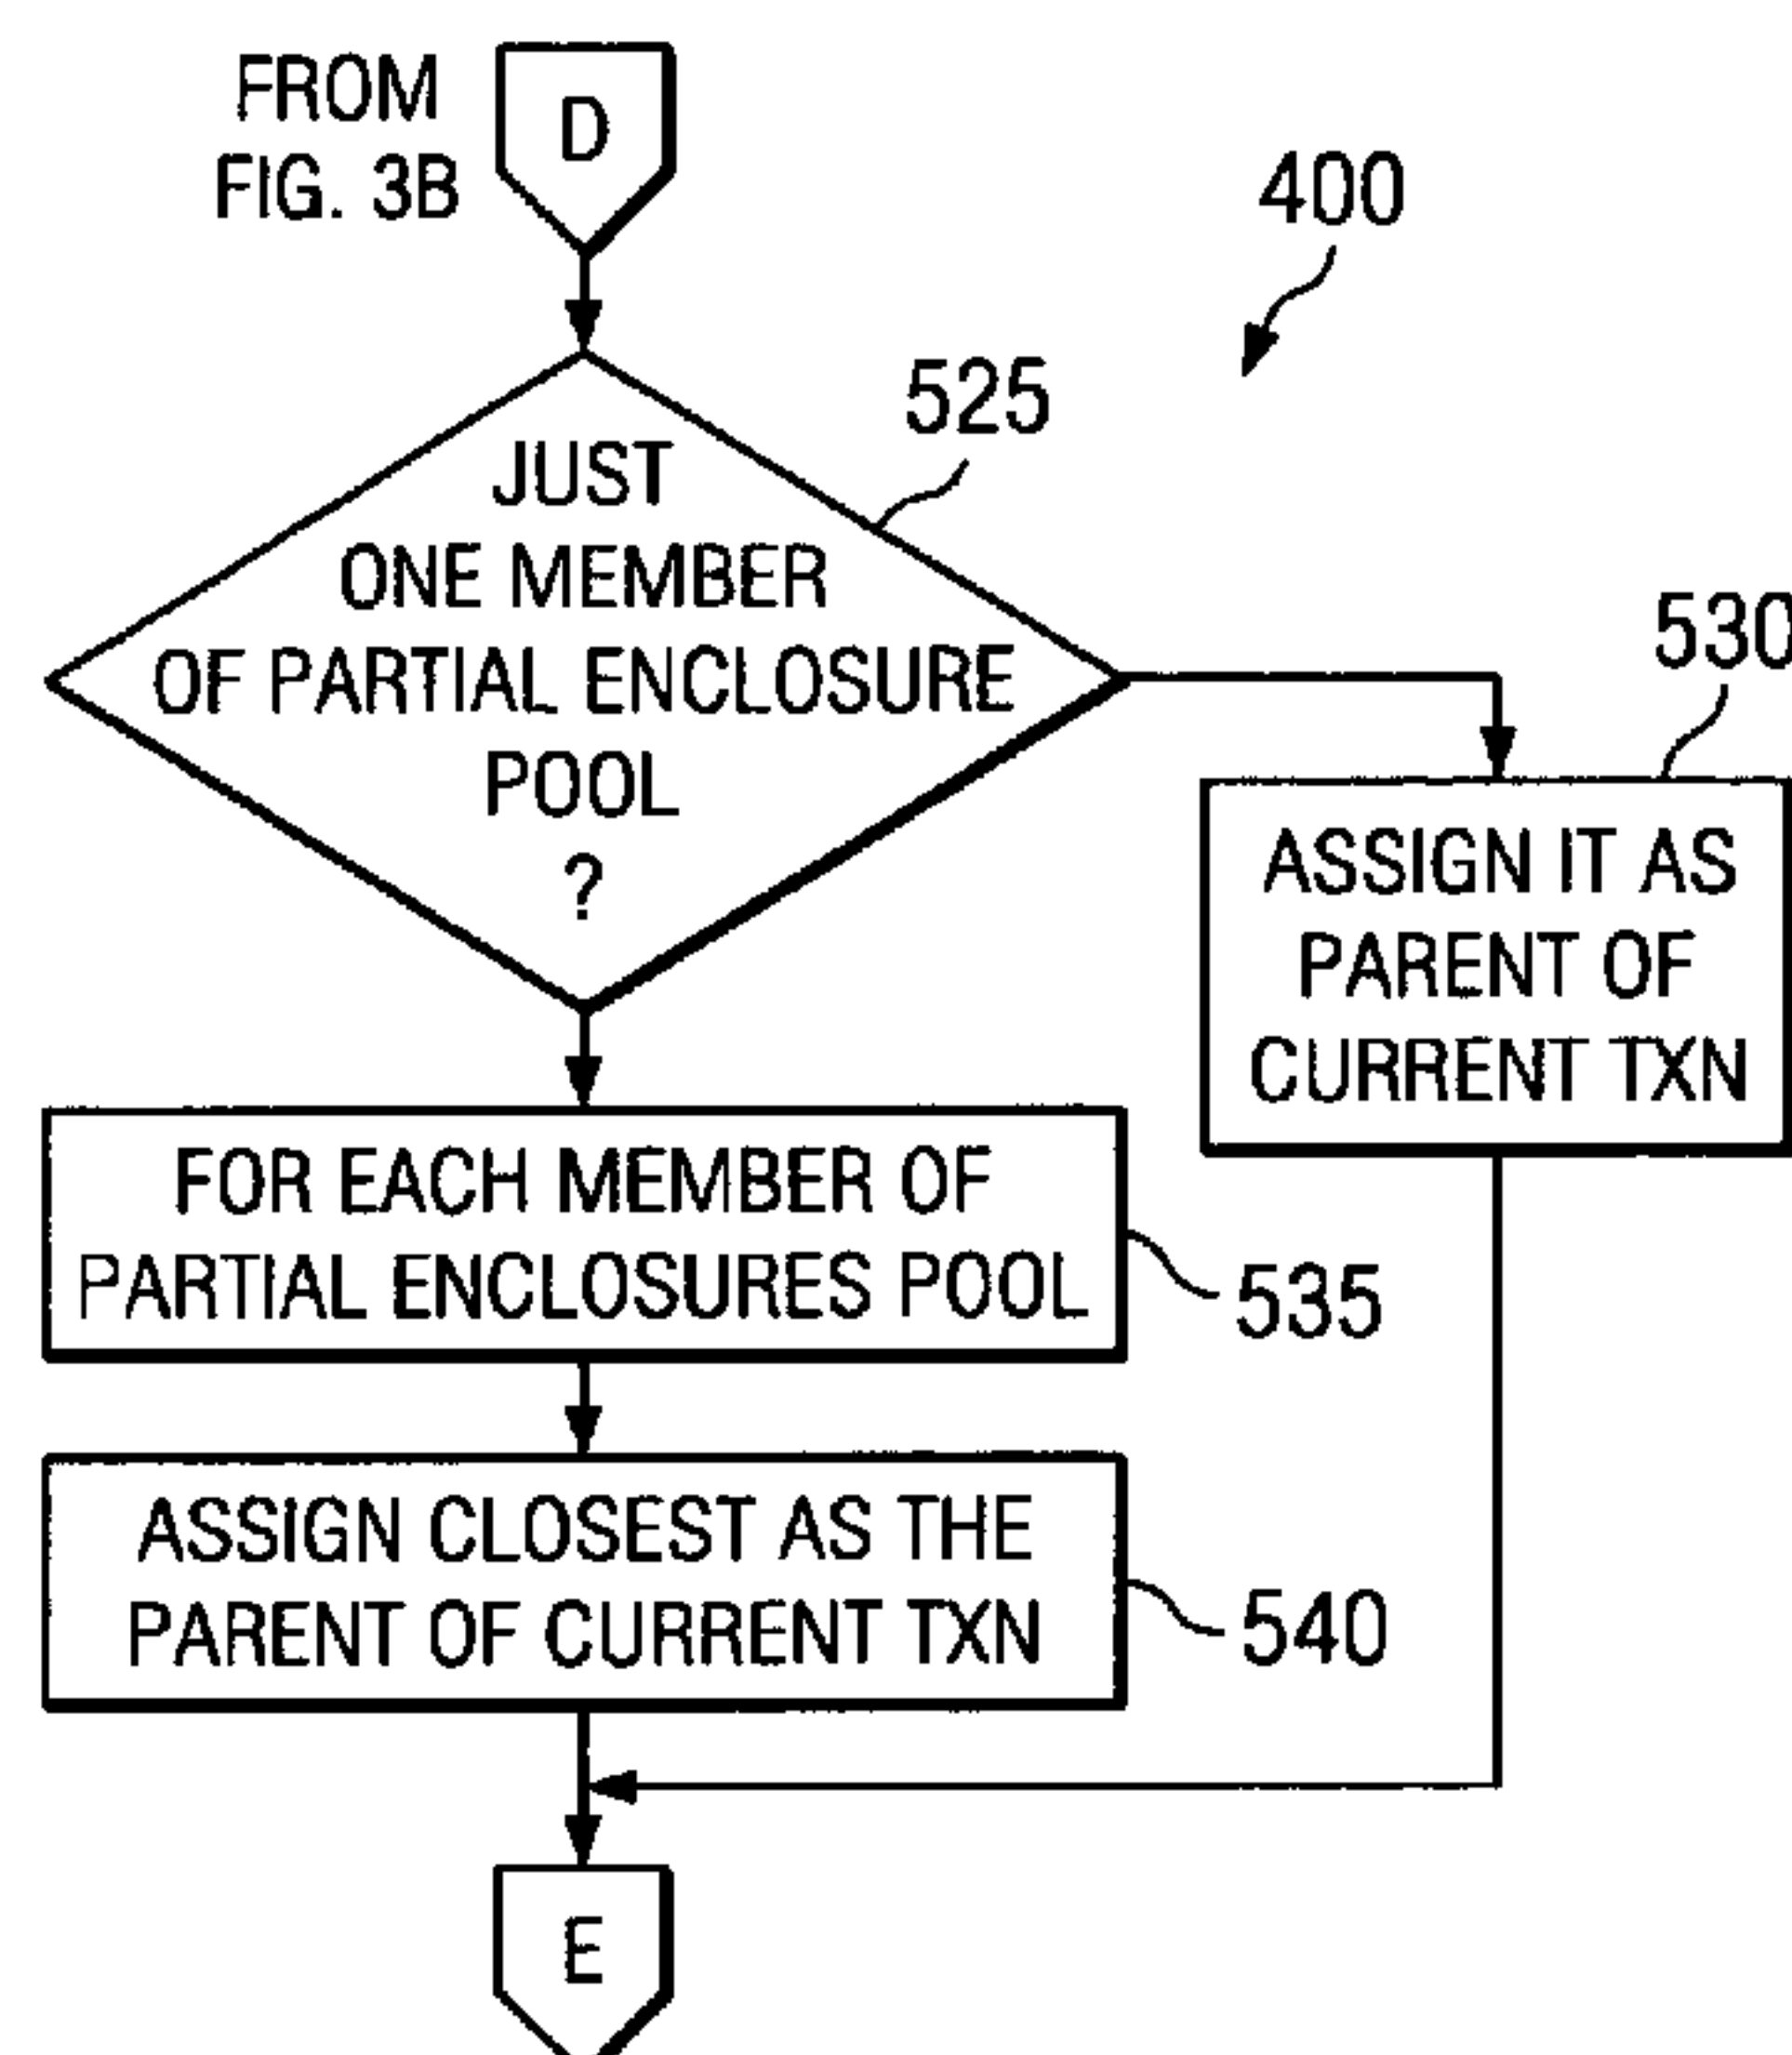 FROM
FIG. 3B
D
400
525
JUST
ONE MEMBER
OF PARTIAL ENCLOSURE
POOL
?
530
ASSIGN IT AS
PARENT OF
CURRENT TXN
FOR EACH MEMBER OF
PARTIAL ENCLOSURES POOL
535
ASSIGN CLOSEST AS THE
PARENT OF CURRENT TXN
540
E